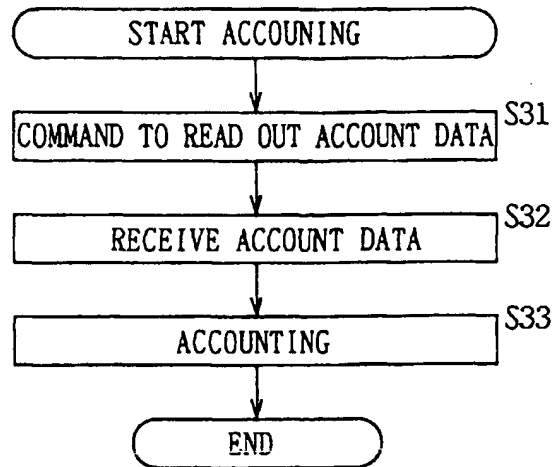 START ACCOUNING
S31
COMMAND TO READ OUT ACCOUNT DATA
S32
RECEIVE ACCOUNT DATA
S33
ACCOUNTING
END